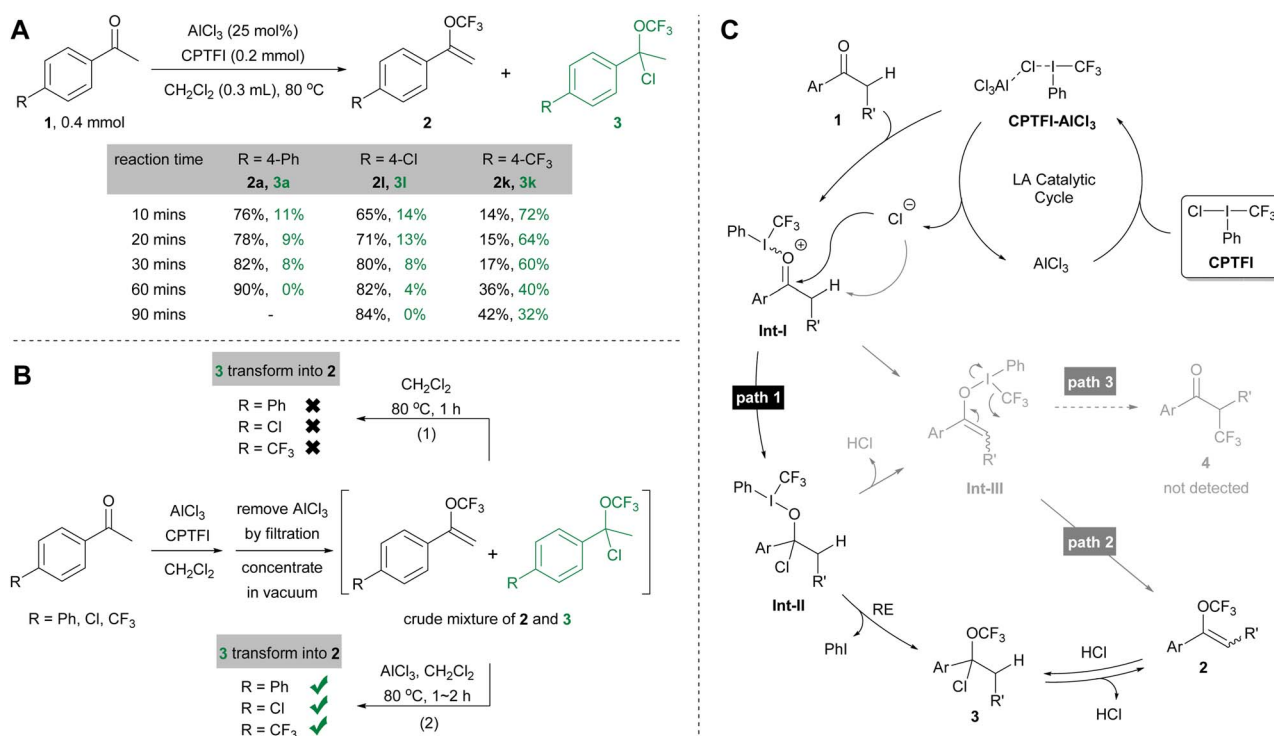 A
O
R
1, 0.4 mmol
AlCl3 (25 mol%)
CPTFI (0.2 mmol)
CH2Cl2 (0.3 mL), 80 oC
OCF3
R
2
+
OCF3
Cl
R
3
reaction time R = 4-Ph R = 4-Cl R = 4-CF3
2a, 3a 2l, 3l 2k, 3k
10 mins 76%, 11% 65%, 14% 14%, 72%
20 mins 78%, 9% 71%, 13% 15%, 64%
30 mins 82%, 8% 80%, 8% 17%, 60%
60 mins 90%, 0% 82%, 4% 36%, 40%
90 mins - 84%, 0% 42%, 32%
B
3 transform into 2
R = Ph ✖
R = Cl ✖
R = CF3 ✖
CH2Cl2
80 oC, 1 h
(1)
O
R
R = Ph, Cl, CF3
AlCl3
CPTFI
CH2Cl2
remove AlCl3
by filtration
concentrate
in vacuum
OCF3
R
+
OCF3
Cl
R
crude mixture of 2 and 3
3 transform into 2
R = Ph ✔
R = Cl ✔
R = CF3 ✔
AlCl3, CH2Cl2
80 oC, 1~2 h
(2)
C
O
Ar
H
R'
1
Cl3Al Cl I CF3
Ph
CPTFI-AlCl3
LA Catalytic
Cycle
AlCl3
Cl I CF3
Ph
CPTFI
Cl ⊖
Ph I CF3
O ⊕
Ar
H
R'
Int-I
path 1
Ph
I
O
CF3
Ar
R'
Int-III
path 3
O
Ar
R'
CF3
4
not detected
HCl
path 2
Ph I CF3
O
Ar
H
Cl
R'
Int-II
RE
PhI
OCF3
Ar
H
Cl
R'
3
HCl
HCl
OCF3
Ar
R'
2